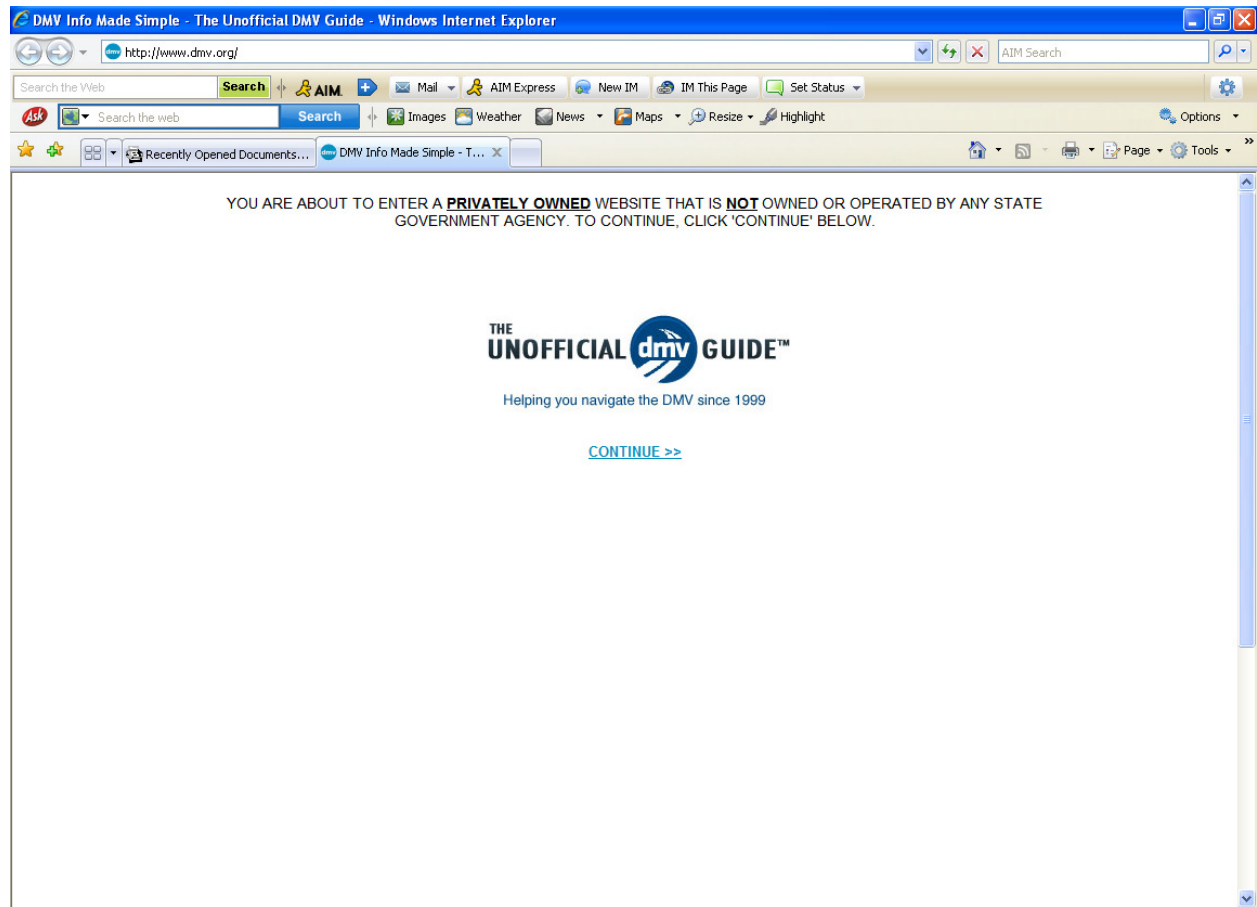 DMV Info Made Simple - The Unofficial DMV Guide - Windows Internet Explorer
http://www.dmv.org/ AIM Search
Search the Web Search AIM. Mail AIM Express New IM IM This Page Set Status
Ask Search the web Search Images Weather News Maps Resize Highlight Options
Recently Opened Documents... DMV Info Made Simple - T... Page Tools »
YOU ARE ABOUT TO ENTER A PRIVATELY OWNED WEBSITE THAT IS NOT OWNED OR OPERATED BY ANY STATE
GOVERNMENT AGENCY. TO CONTINUE, CLICK 'CONTINUE' BELOW.
THE
UNOFFICIAL dmv GUIDE™
Helping you navigate the DMV since 1999
CONTINUE >>